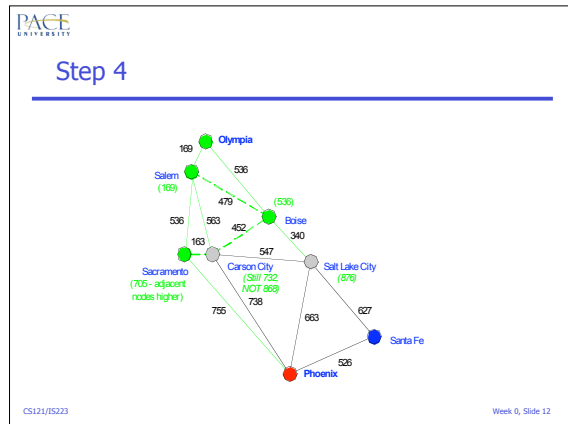 PACE
UNIVERSITY
Step 4
169
Olympia
536
Salem
(169)
479
(536)
Boise
536
563
452
340
163
547
Sacramento
(705 - adjacent
nodes higher)
Carson City
(Still 732,
NOT 868)
Salt Lake City
(876)
755
738
663
627
Santa Fe
526
Phoenix
CS121/IS223
Week 0, Slide 12